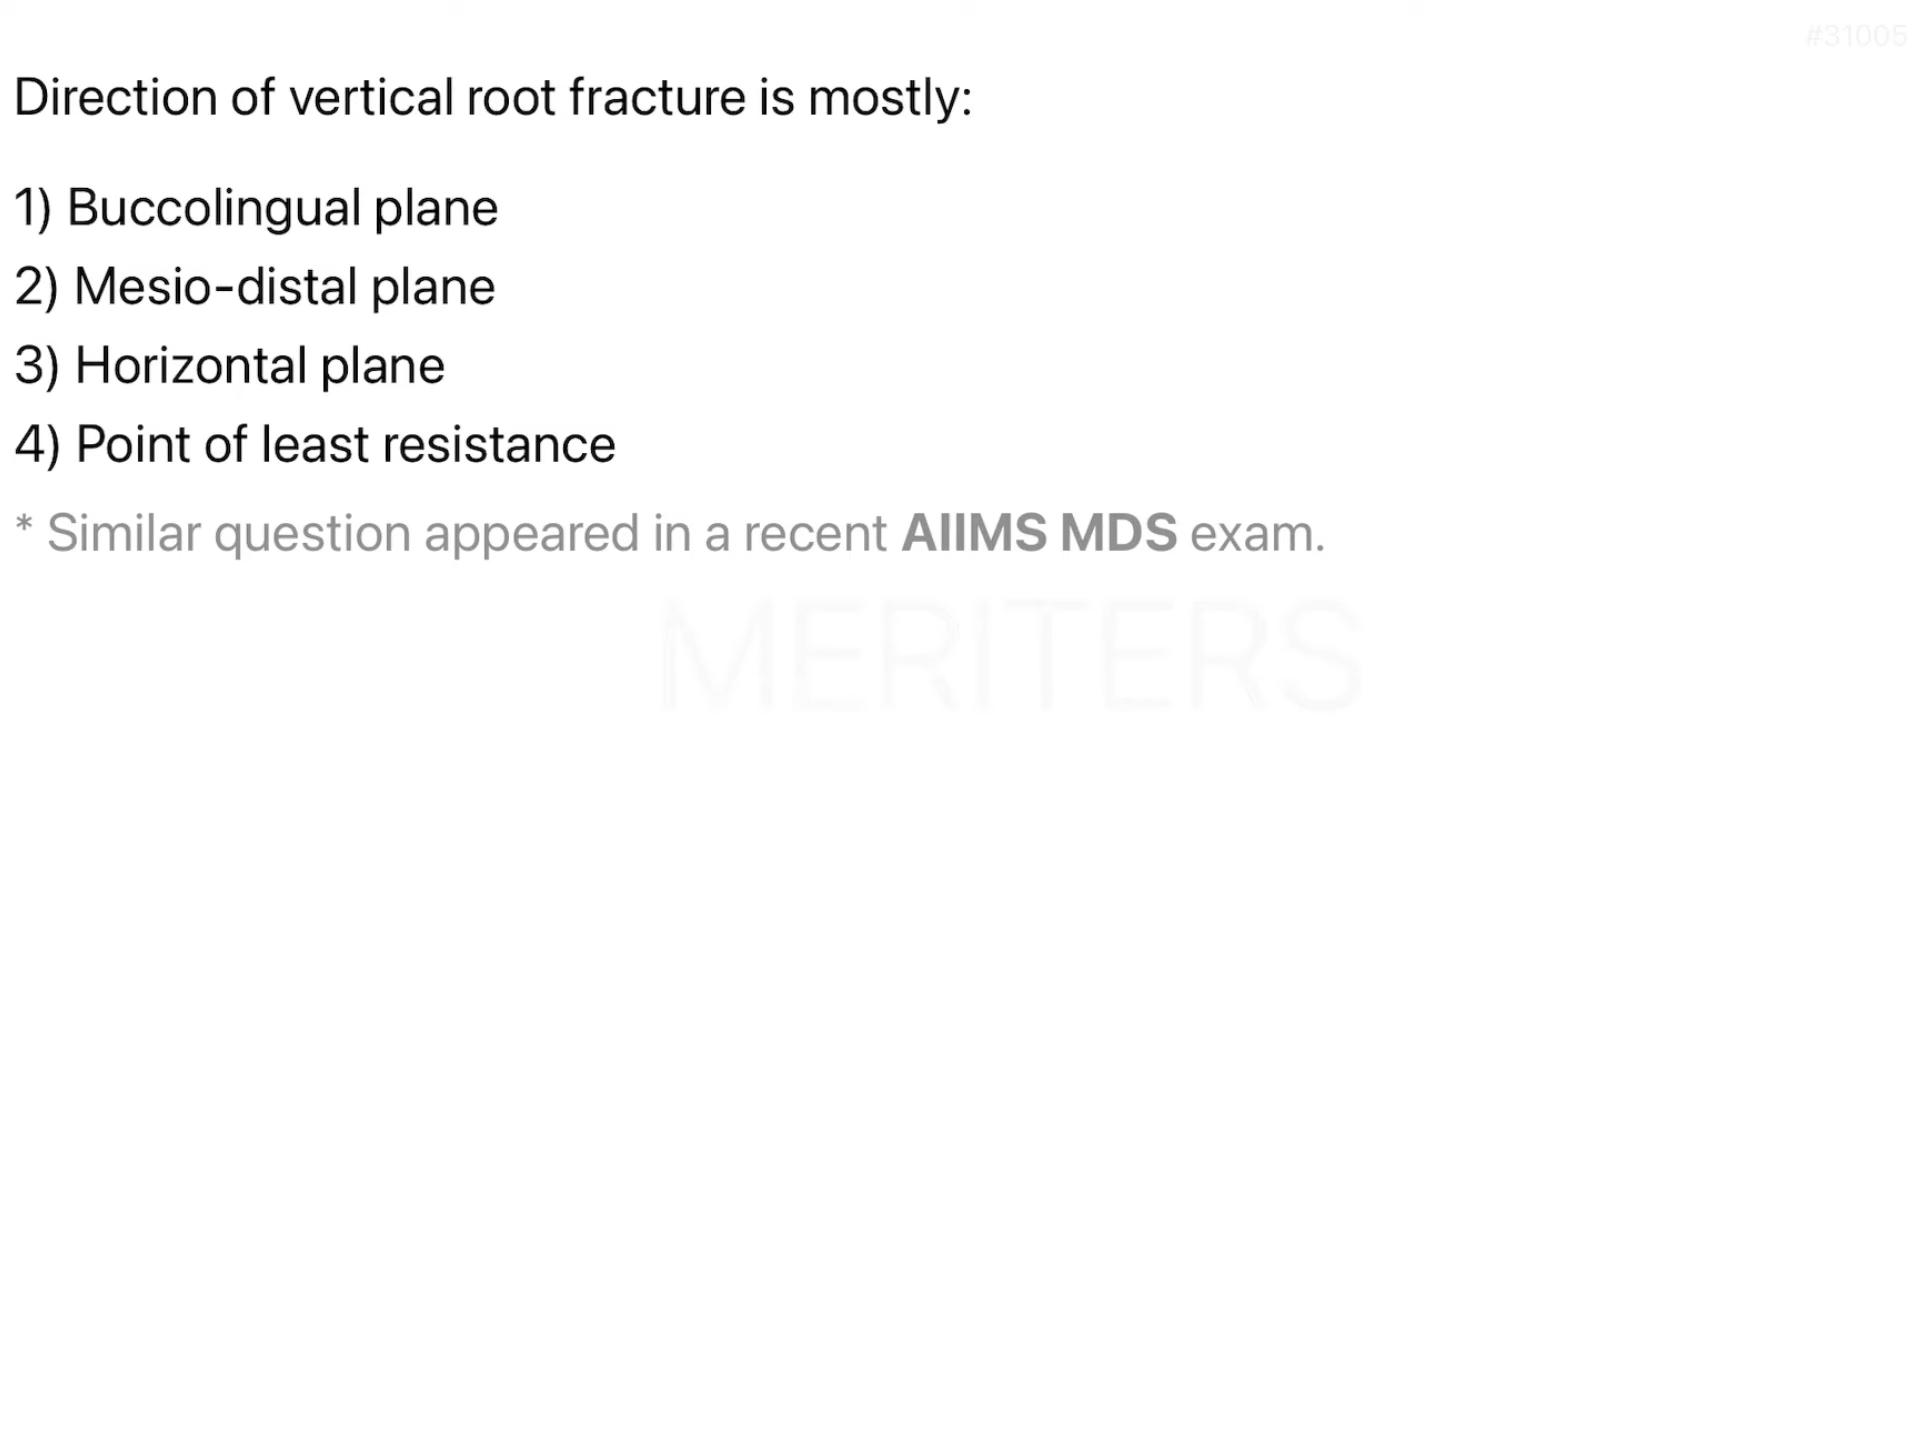 #31005
Direction of vertical root fracture is mostly:
1) Buccolingual plane
2) Mesio-distal plane
3) Horizontal plane
4) Point of least resistance
* Similar question appeared in a recent AIIMS MDS exam.
MERITERS